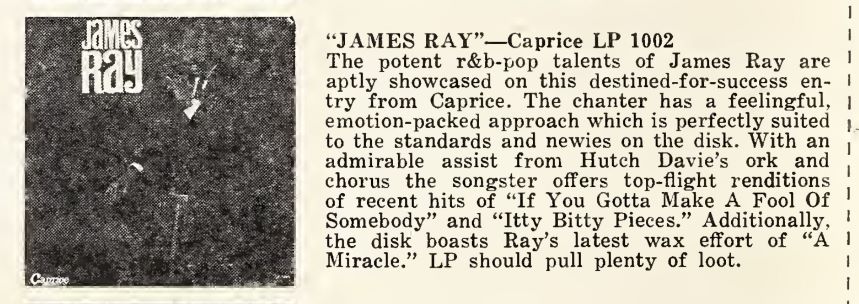 James
Ray
Caprice
“JAMES RAY”—Caprice LP 1002
The potent r&b-pop talents of James Ray are
aptly showcased on this destined-for-success en-
try from Caprice. The chanter has a feelingful,
emotion-packed approach which is perfectly suited
to the standards and newies on the disk. With an
admirable assist from Hutch Davie's ork and
chorus the songster offers top-flight renditions
of recent hits of “If You Gotta Make A Fool Of
Somebody” and “Itty Bitty Pieces.” Additionally,
the disk boasts Ray's latest wax effort of “A
Miracle.” LP should pull plenty of loot.